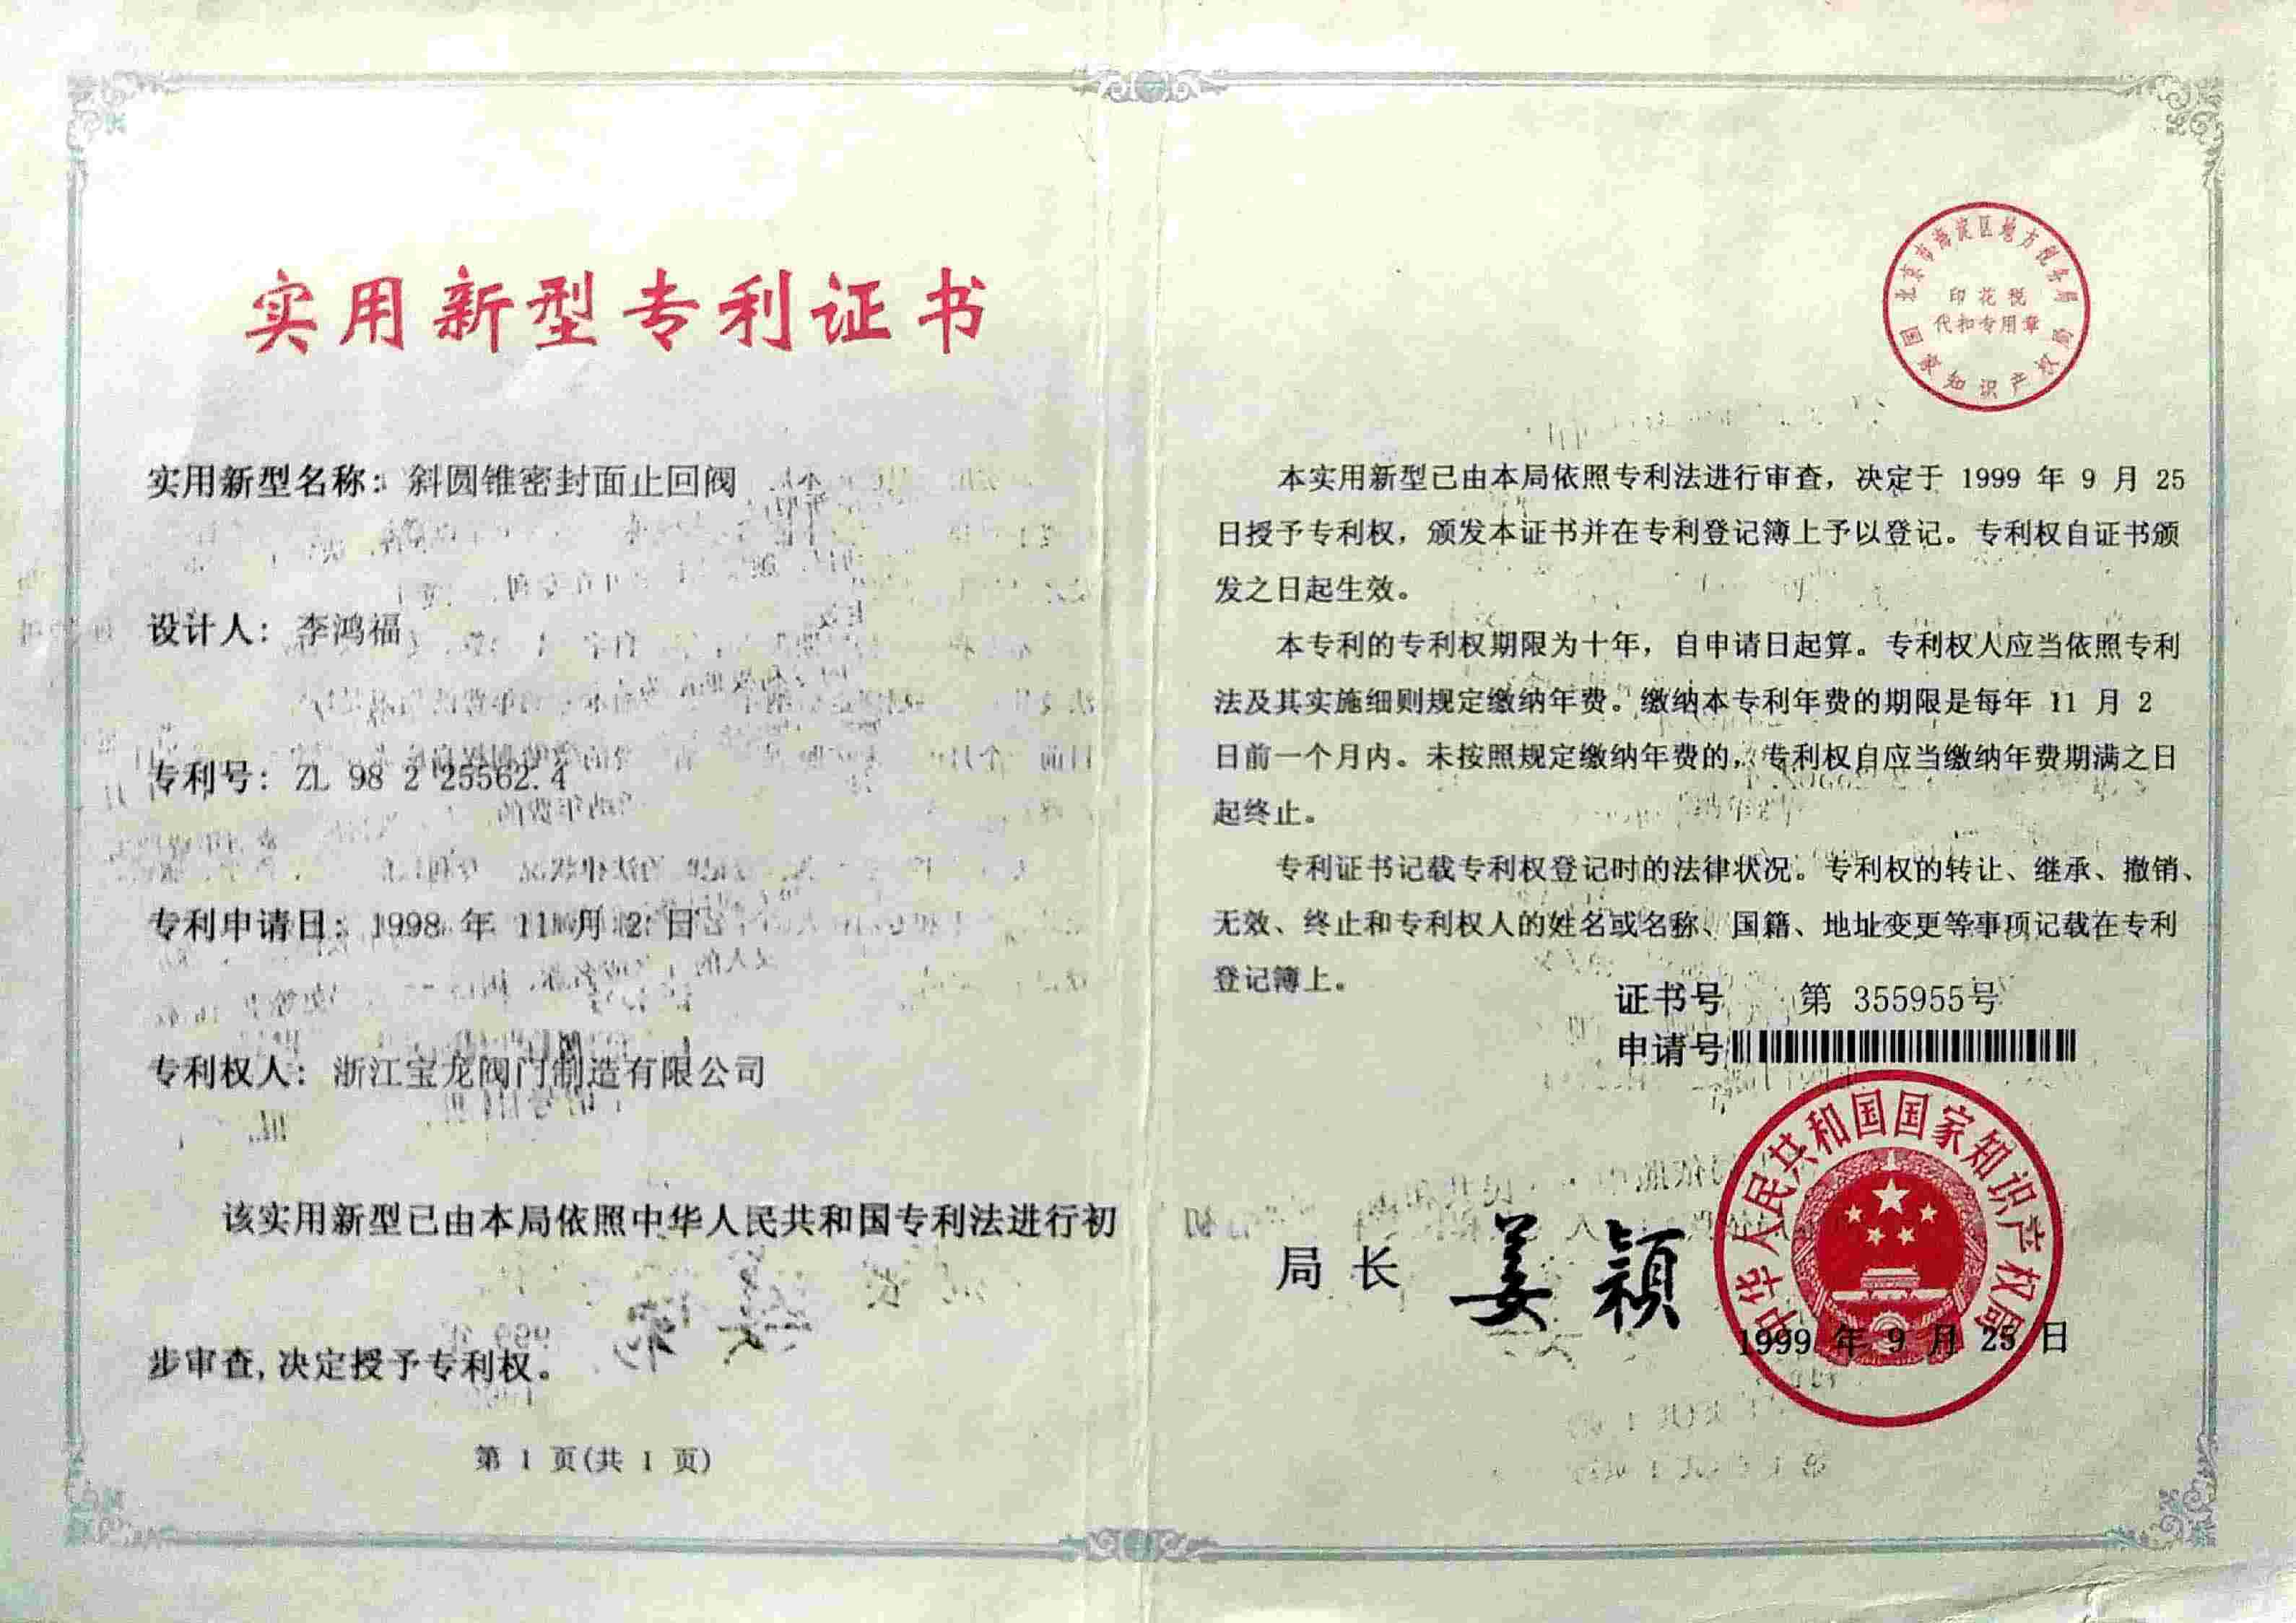 实用新型专利证书
实用新型名称：斜圆锥密封面止回阀
设计人：李鸿福
专利号：ZL 98 2 25562.4
专利申请日：1998 年 11 月 2 日
专利权人：浙江宝龙阀门制造有限公司
该实用新型已由本局依照中华人民共和国专利法进行初
步审查,决定授予专利权。
第 1 页(共 1 页)
北京市海淀区地方税务局
印花税
代扣专用章
国家知识产权局
本实用新型已由本局依照专利法进行审查，决定于 1999 年 9 月 25
日授予专利权，颁发本证书并在专利登记簿上予以登记。专利权自证书颁
发之日起生效。
本专利的专利权期限为十年，自申请日起算。专利权人应当依照专利
法及其实施细则规定缴纳年费。缴纳本专利年费的期限是每年 11 月 2
日前一个月内。未按照规定缴纳年费的，专利权自应当缴纳年费期满之日
起终止。
专利证书记载专利权登记时的法律状况。专利权的转让、继承、撤销、
无效、终止和专利权人的姓名或名称、国籍、地址变更等事项记载在专利
登记簿上。
证书号 第 355955号
申请号
中华人民共和国国家知识产权局
局长 姜颖
1999 年 9 月 25 日